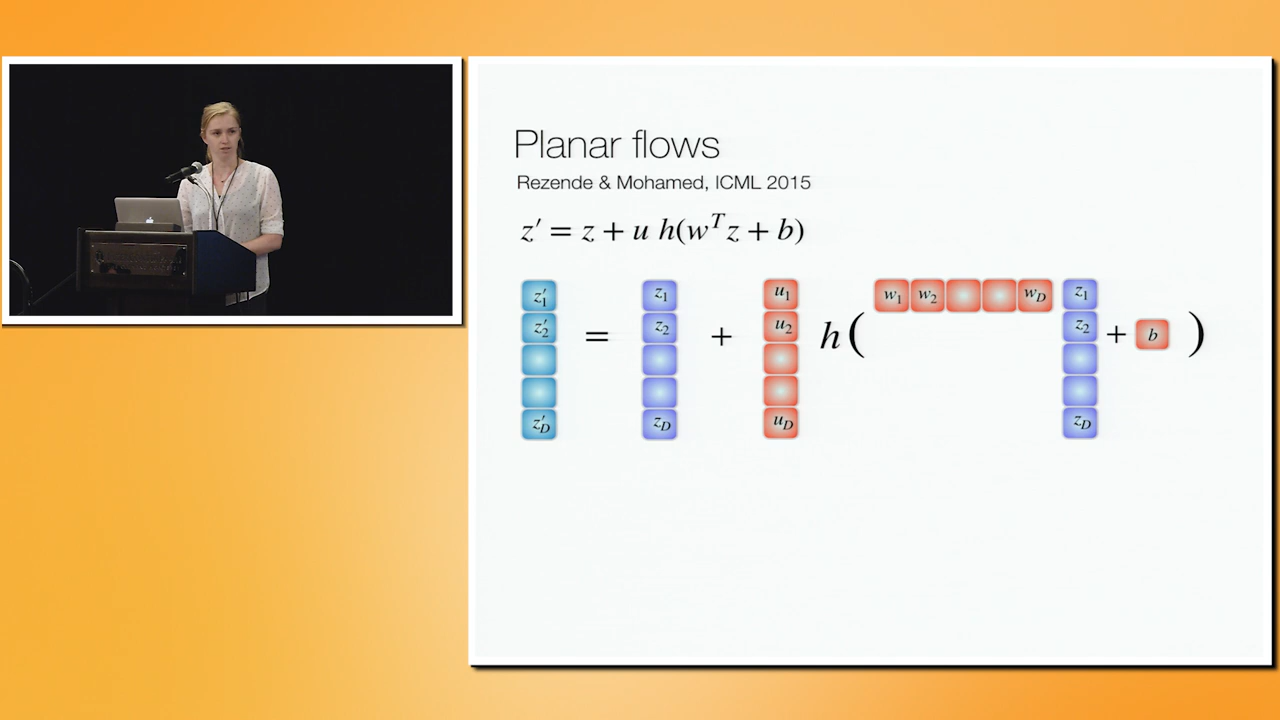 Planar flows
Rezende & Mohamed, ICML 2015
z′ = z + u h(wᵀz + b)
z′₁ z₁ u₁ w₁ w₂ w_D z₁
z′₂ = z₂ + u₂ h( z₂ + b )
z′_D z_D u_D z_D